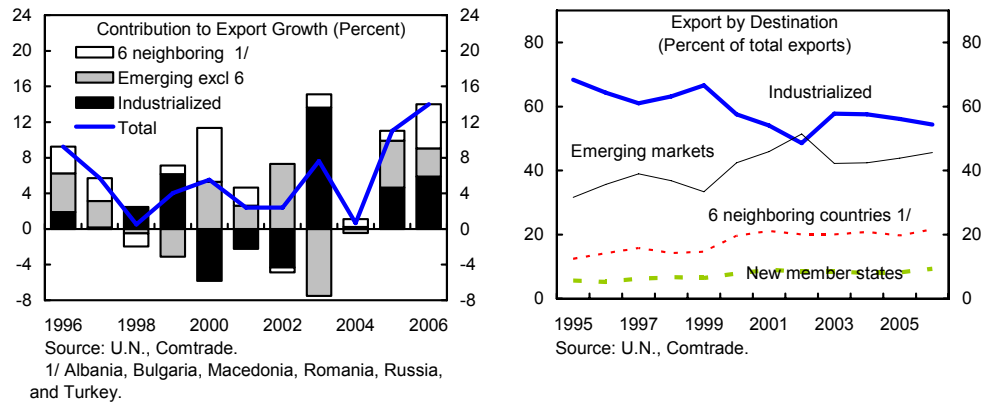 Contribution to Export Growth (Percent)
6 neighboring 1/
Emerging excl 6
Industrialized
Total
24 24
20 20
16 16
12 12
8 8
4 4
0 0
-4 -4
-8 -8
1996 1998 2000 2002 2004 2006
Source: U.N., Comtrade.
1/ Albania, Bulgaria, Macedonia, Romania, Russia,
and Turkey.
Export by Destination
(Percent of total exports)
80 80
60 60
40 40
20 20
0 0
Industrialized
Emerging markets
6 neighboring countries 1/
New member states
1995 1997 1999 2001 2003 2005
Source: U.N., Comtrade.